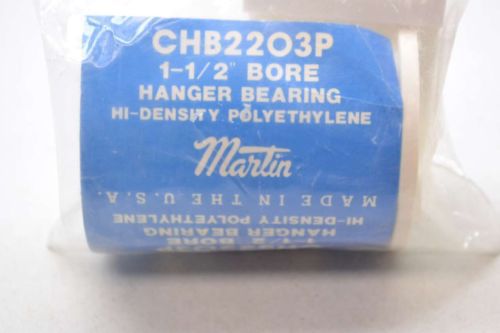 CHB2203P
1-1/2" BORE
HANGER BEARING
HI-DENSITY POLYETHYLENE
Martin
MADE IN THE U.S.A.
HI-DENSITY POLYETHYLENE
HANGER BEARING
1-1/2" BORE